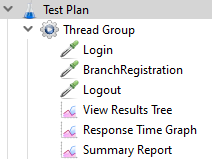 Test Plan
Thread Group
Login
BranchRegistration
Logout
View Results Tree
Response Time Graph
Summary Report